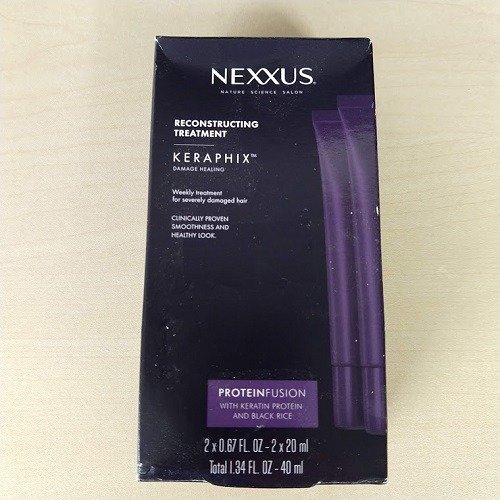 NEXXUS
NATURE SCIENCE SALON
RECONSTRUCTING
TREATMENT
KERAPHIX™
DAMAGE HEALING
Weekly treatment
for severely damaged hair
CLINICALLY PROVEN
SMOOTHNESS AND
HEALTHY LOOK.
PROTEINFUSION
WITH KERATIN PROTEIN
AND BLACK RICE
2 x 0.67 FL. OZ - 2 x 20 ml
Total 1.34 FL. OZ - 40 ml